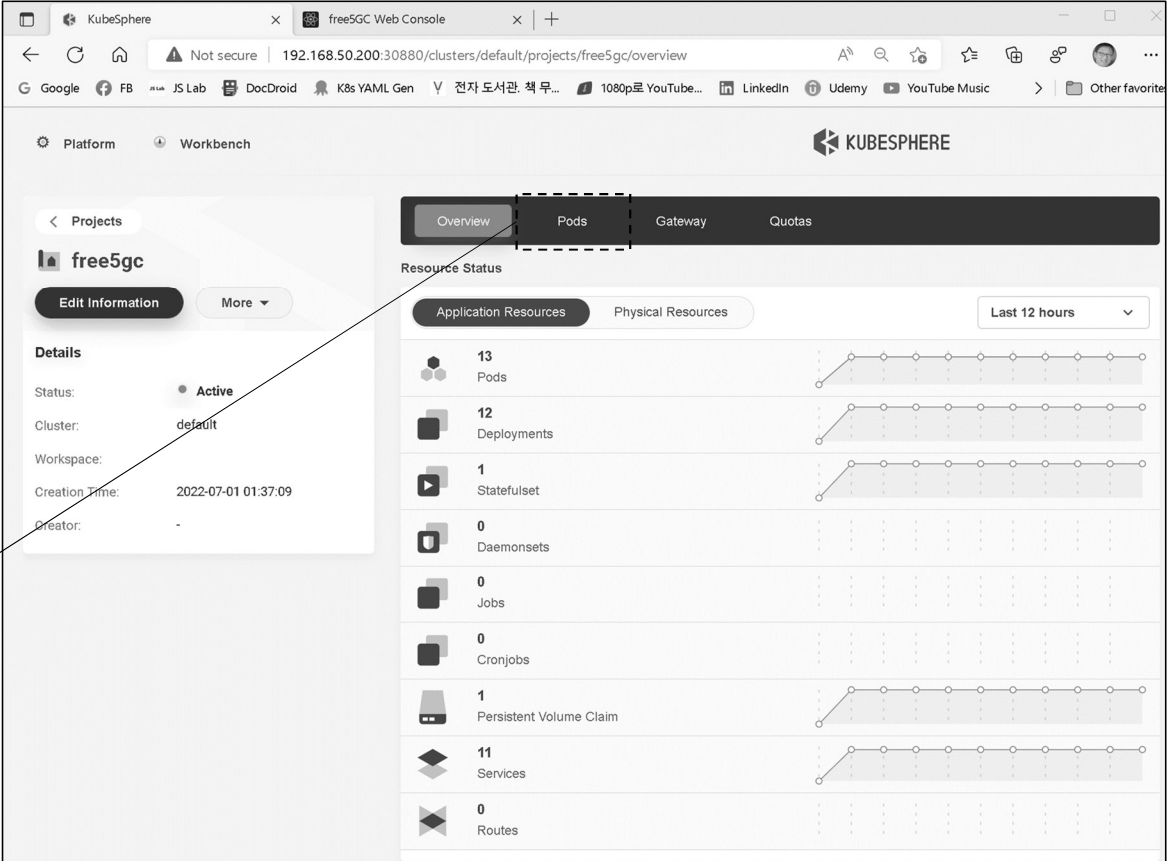 KubeSphere
free5GC Web Console
Not secure 192.168.50.200:30880/clusters/default/projects/free5gc/overview
Google FB JS Lab DocDroid K8s YAML Gen 전자 도서관. 책 무... 1080p로 YouTube... LinkedIn Udemy YouTube Music Other favorites
Platform Workbench
KUBESPHERE
Projects
free5gc
Edit Information More
Details
Status: Active
Cluster: default
Workspace:
Creation Time: 2022-07-01 01:37:09
Creator: -
Overview Pods Gateway Quotas
Resource Status
Application Resources Physical Resources Last 12 hours
13
Pods
12
Deployments
1
Statefulset
0
Daemonsets
0
Jobs
0
Cronjobs
1
Persistent Volume Claim
11
Services
0
Routes